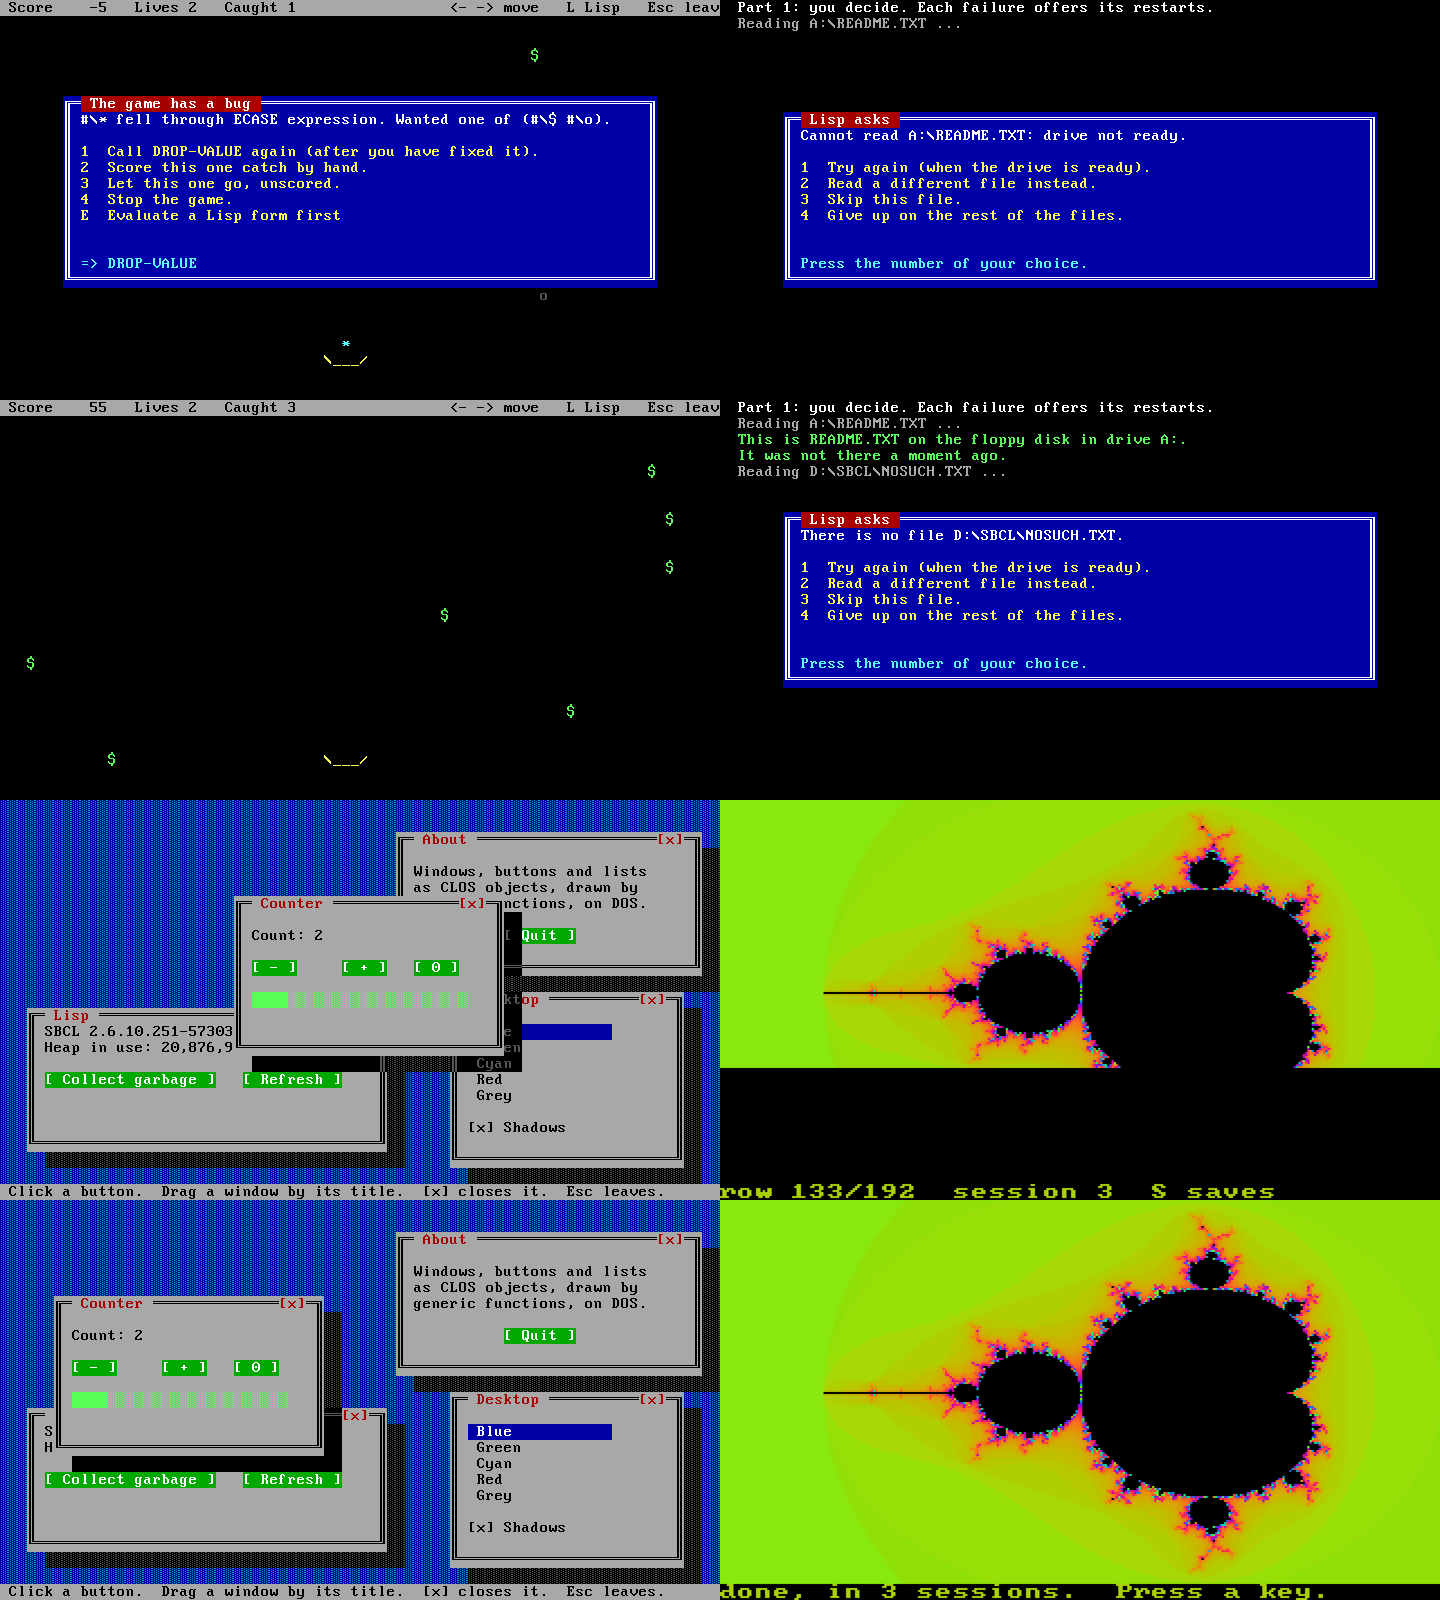 Score    -5   Lives 2   Caught 1                 <- -> move   L Lisp   Esc leav
$
The game has a bug
#\* fell through ECASE expression. Wanted one of (#\$ #\o).
1  Call DROP-VALUE again (after you have fixed it).
2  Score this one catch by hand.
3  Let this one go, unscored.
4  Stop the game.
E  Evaluate a Lisp form first
=> DROP-VALUE
o
*
\___/
Part 1: you decide. Each failure offers its restarts.
Reading A:\README.TXT ...
Lisp asks
Cannot read A:\README.TXT: drive not ready.
1  Try again (when the drive is ready).
2  Read a different file instead.
3  Skip this file.
4  Give up on the rest of the files.
Press the number of your choice.
Score    55   Lives 2   Caught 3                 <- -> move   L Lisp   Esc leav
$
$
$
$
$
$
$
\___/
Part 1: you decide. Each failure offers its restarts.
Reading A:\README.TXT ...
This is README.TXT on the floppy disk in drive A:.
It was not there a moment ago.
Reading D:\SBCL\NOSUCH.TXT ...
Lisp asks
There is no file D:\SBCL\NOSUCH.TXT.
1  Try again (when the drive is ready).
2  Read a different file instead.
3  Skip this file.
4  Give up on the rest of the files.
Press the number of your choice.
About [x]
Windows, buttons and lists
as CLOS objects, drawn by
nctions, on DOS.
[ Quit ]
Counter [x]
Count: 2
[ - ]     [ + ]   [ 0 ]
ktop [x]
e
en
Cyan
Red
Grey
[x] Shadows
Lisp
SBCL 2.6.10.251-57303
Heap in use: 20,876,9
[ Collect garbage ]   [ Refresh ]
Click a button.  Drag a window by its title.  [x] closes it.  Esc leaves.
row 133/192  session 3  S saves
About [x]
Windows, buttons and lists
as CLOS objects, drawn by
generic functions, on DOS.
[ Quit ]
Counter [x]
Count: 2
[ - ]     [ + ]   [ 0 ]
[x]
S
H
[ Collect garbage ]   [ Refresh ]
Desktop [x]
Blue
Green
Cyan
Red
Grey
[x] Shadows
Click a button.  Drag a window by its title.  [x] closes it.  Esc leaves.
done, in 3 sessions.  Press a key.